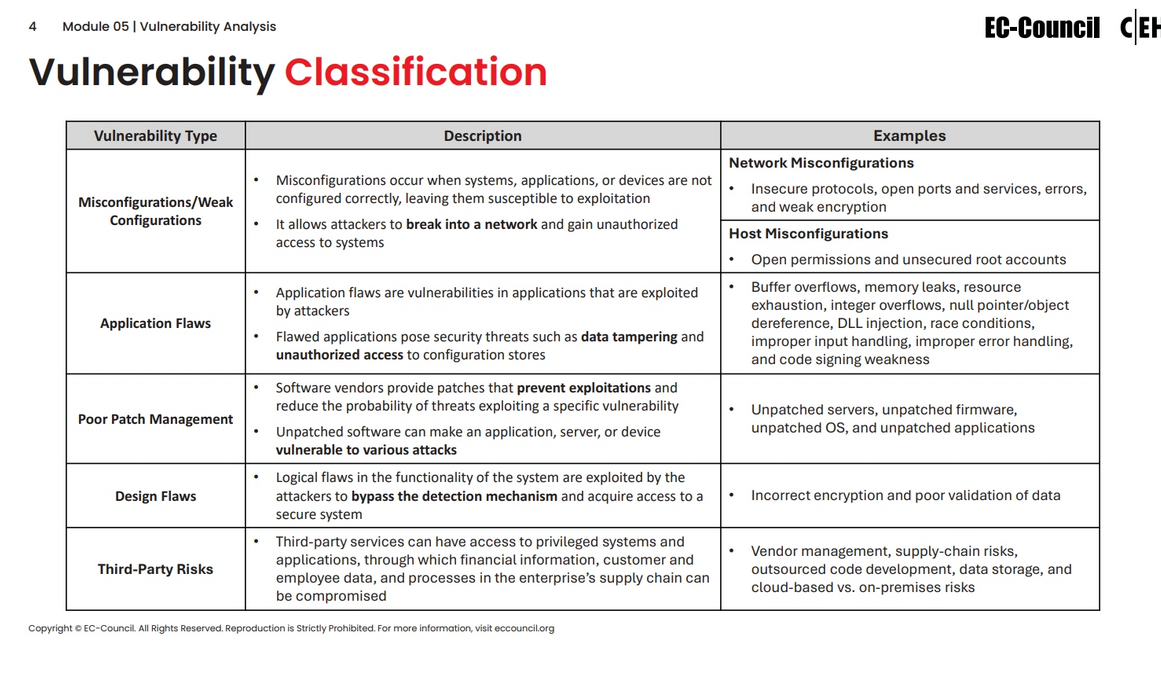 4 Module 05 | Vulnerability Analysis
EC-Council C|EH
Vulnerability Classification
Vulnerability Type
Description
Examples
Misconfigurations/Weak
Configurations
• Misconfigurations occur when systems, applications, or devices are not
configured correctly, leaving them susceptible to exploitation
• It allows attackers to break into a network and gain unauthorized
access to systems
Network Misconfigurations
• Insecure protocols, open ports and services, errors,
and weak encryption
Host Misconfigurations
• Open permissions and unsecured root accounts
Application Flaws
• Application flaws are vulnerabilities in applications that are exploited
by attackers
• Flawed applications pose security threats such as data tampering and
unauthorized access to configuration stores
• Buffer overflows, memory leaks, resource
exhaustion, integer overflows, null pointer/object
dereference, DLL injection, race conditions,
improper input handling, improper error handling,
and code signing weakness
Poor Patch Management
• Software vendors provide patches that prevent exploitations and
reduce the probability of threats exploiting a specific vulnerability
• Unpatched software can make an application, server, or device
vulnerable to various attacks
• Unpatched servers, unpatched firmware,
unpatched OS, and unpatched applications
Design Flaws
• Logical flaws in the functionality of the system are exploited by the
attackers to bypass the detection mechanism and acquire access to a
secure system
• Incorrect encryption and poor validation of data
Third-Party Risks
• Third-party services can have access to privileged systems and
applications, through which financial information, customer and
employee data, and processes in the enterprise’s supply chain can
be compromised
• Vendor management, supply-chain risks,
outsourced code development, data storage, and
cloud-based vs. on-premises risks
Copyright © EC-Council. All Rights Reserved. Reproduction is Strictly Prohibited. For more information, visit eccouncil.org